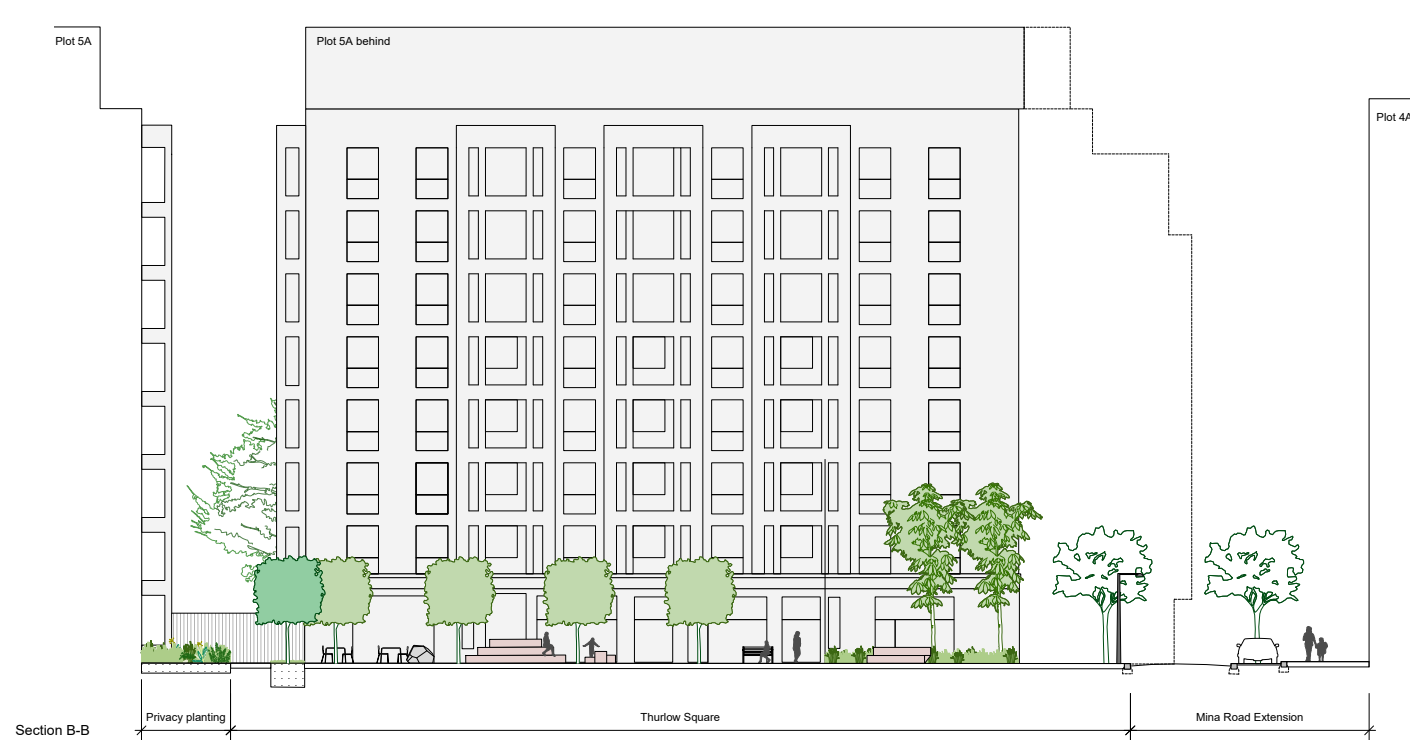 Plot 5A
Plot 5A behind
Plot 4A
Privacy planting
Thurlow Square
Mina Road Extension
Section B-B